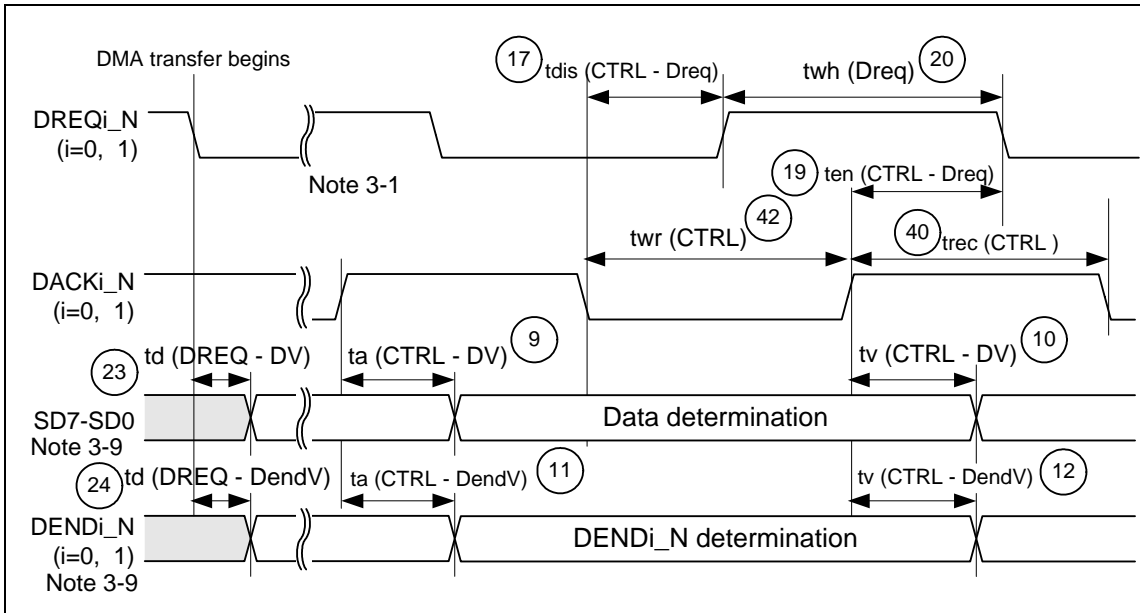 DMA transfer begins
17 tdis (CTRL - Dreq)
twh (Dreq) 20
DREQi_N
(i=0, 1)
Note 3-1
19 ten (CTRL - Dreq)
twr (CTRL) 42
40 trec (CTRL )
DACKi_N
(i=0, 1)
23 td (DREQ - DV)
ta (CTRL - DV) 9
tv (CTRL - DV) 10
SD7-SD0
Note 3-9
Data determination
24 td (DREQ - DendV)
ta (CTRL - DendV) 11
tv (CTRL - DendV) 12
DENDi_N
(i=0, 1)
Note 3-9
DENDi_N determination